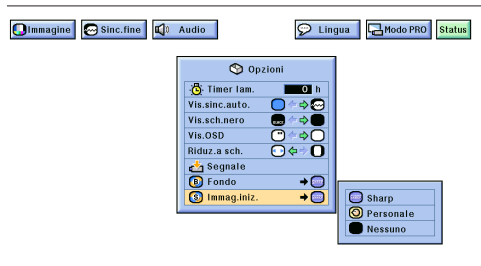 Immagine Sinc.fine Audio Lingua Modo PRO Status
Opzioni
Timer lam. 0 h
Vis.sinc.auto.
Vis.sch.nero
Vis.OSD
Riduz.a sch.
Segnale
B Fondo
S Immag.iniz.
Sharp
Personale
Nessuno